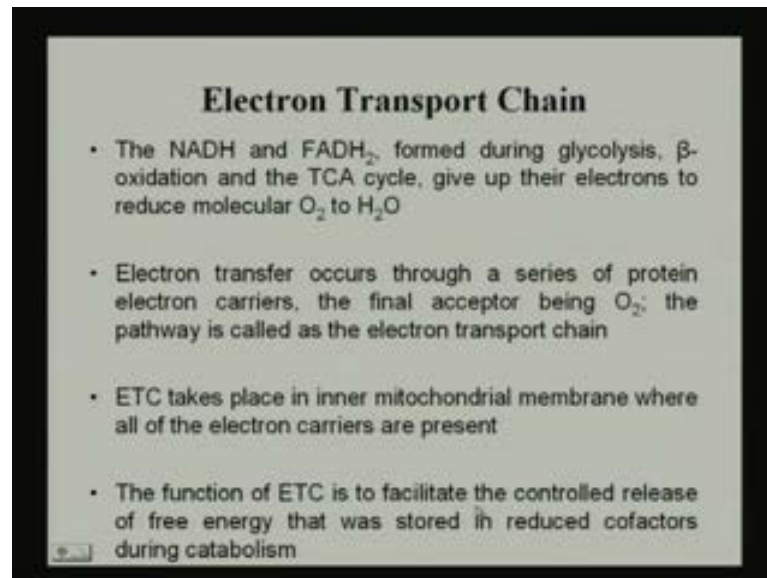 Electron Transport Chain
• The NADH and FADH₂, formed during glycolysis, β-
oxidation and the TCA cycle, give up their electrons to
reduce molecular O₂ to H₂O
• Electron transfer occurs through a series of protein
electron carriers, the final acceptor being O₂; the
pathway is called as the electron transport chain
• ETC takes place in inner mitochondrial membrane where
all of the electron carriers are present
• The function of ETC is to facilitate the controlled release
of free energy that was stored in reduced cofactors
during catabolism